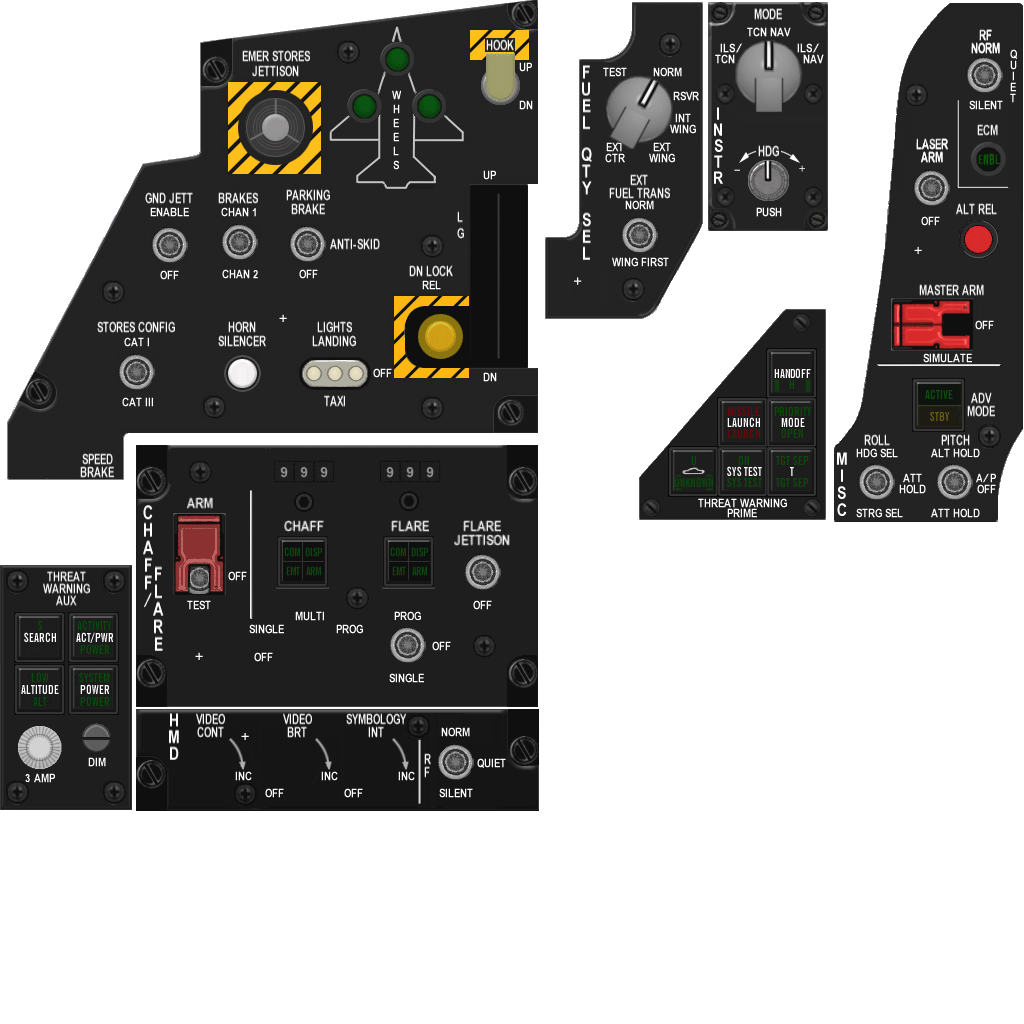 EMER STORES
JETTISON
WHEELS
HOOK
UP
DN
GND JETT
ENABLE
OFF
BRAKES
CHAN 1
CHAN 2
PARKING
BRAKE
ANTI-SKID
OFF
UP
LG
DN LOCK
REL
DN
STORES CONFIG
CAT I
CAT III
HORN
SILENCER
LIGHTS
LANDING
OFF
TAXI
SPEED
BRAKE
FUEL QTY SEL
TEST
NORM
RSVR
INT
WING
EXT
WING
EXT
CTR
EXT
FUEL TRANS
NORM
WING FIRST
MODE
TCN NAV
ILS/
TCN
ILS/
NAV
INSTR
HDG
- +
PUSH
RF
NORM
QUIET
SILENT
ECM
ENBL
LASER
ARM
OFF
ALT REL
MASTER ARM
OFF
SIMULATE
ACTIVE
STBY
ADV
MODE
MISC
ROLL
HDG SEL
ATT
HOLD
STRG SEL
PITCH
ALT HOLD
A/P
OFF
ATT HOLD
HANDOFF
H
LAUNCH
PRIORITY
MODE
OPEN
U
UNKNOWN
ON
SYS TEST
SYS TEST
TGT SEP
T
TGT SEP
THREAT WARNING
PRIME
CHAFF/FLARE
ARM
OFF
TEST
9 9 9
CHAFF
COM DISP
EMT ARM
MULTI
SINGLE
PROG
OFF
9 9 9
FLARE
COM DISP
EMT ARM
PROG
OFF
SINGLE
FLARE
JETTISON
OFF
THREAT
WARNING
AUX
S
SEARCH
ACTIVITY
ACT/PWR
POWER
LOW
ALTITUDE
ALT
SYSTEM
POWER
POWER
3 AMP
DIM
HMD
VIDEO
CONT
INC
OFF
VIDEO
BRT
INC
OFF
SYMBOLOGY
INT
INC
RF
NORM
QUIET
SILENT